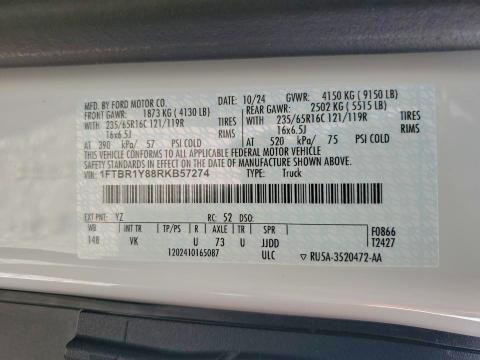 MFD. BY FORD MOTOR CO. 10/24 GVWR: 4150 KG ( 9150 LB)
FRONT GAWR: 1873 KG ( 4130 LB) REAR GAWR: 2502 KG ( 5515 LB)
WITH 235/65R16C 121/119R TIRES WITH 235/65R16C 121/119R TIRES
16x6.5J RIMS 16x6.5J RIMS
AT 390 kPa/ 57 PSI COLD AT 520 kPa/ 75 PSI COLD
THIS VEHICLE CONFORMS TO ALL APPLICABLE FEDERAL MOTOR VEHICLE
SAFETY STANDARDS IN EFFECT ON THE DATE OF MANUFACTURE SHOWN ABOVE.
VIN: 1FTBR1Y88RKB57274 TYPE: Truck
EXT PNT: YZ RC: 52 DSO:
WB INT TR TP/PS R AXLE TR SPR F0866
148 VK U 73 U JJDD T2427
1202410165087 ULC ▽ RU5A-3520472-AA